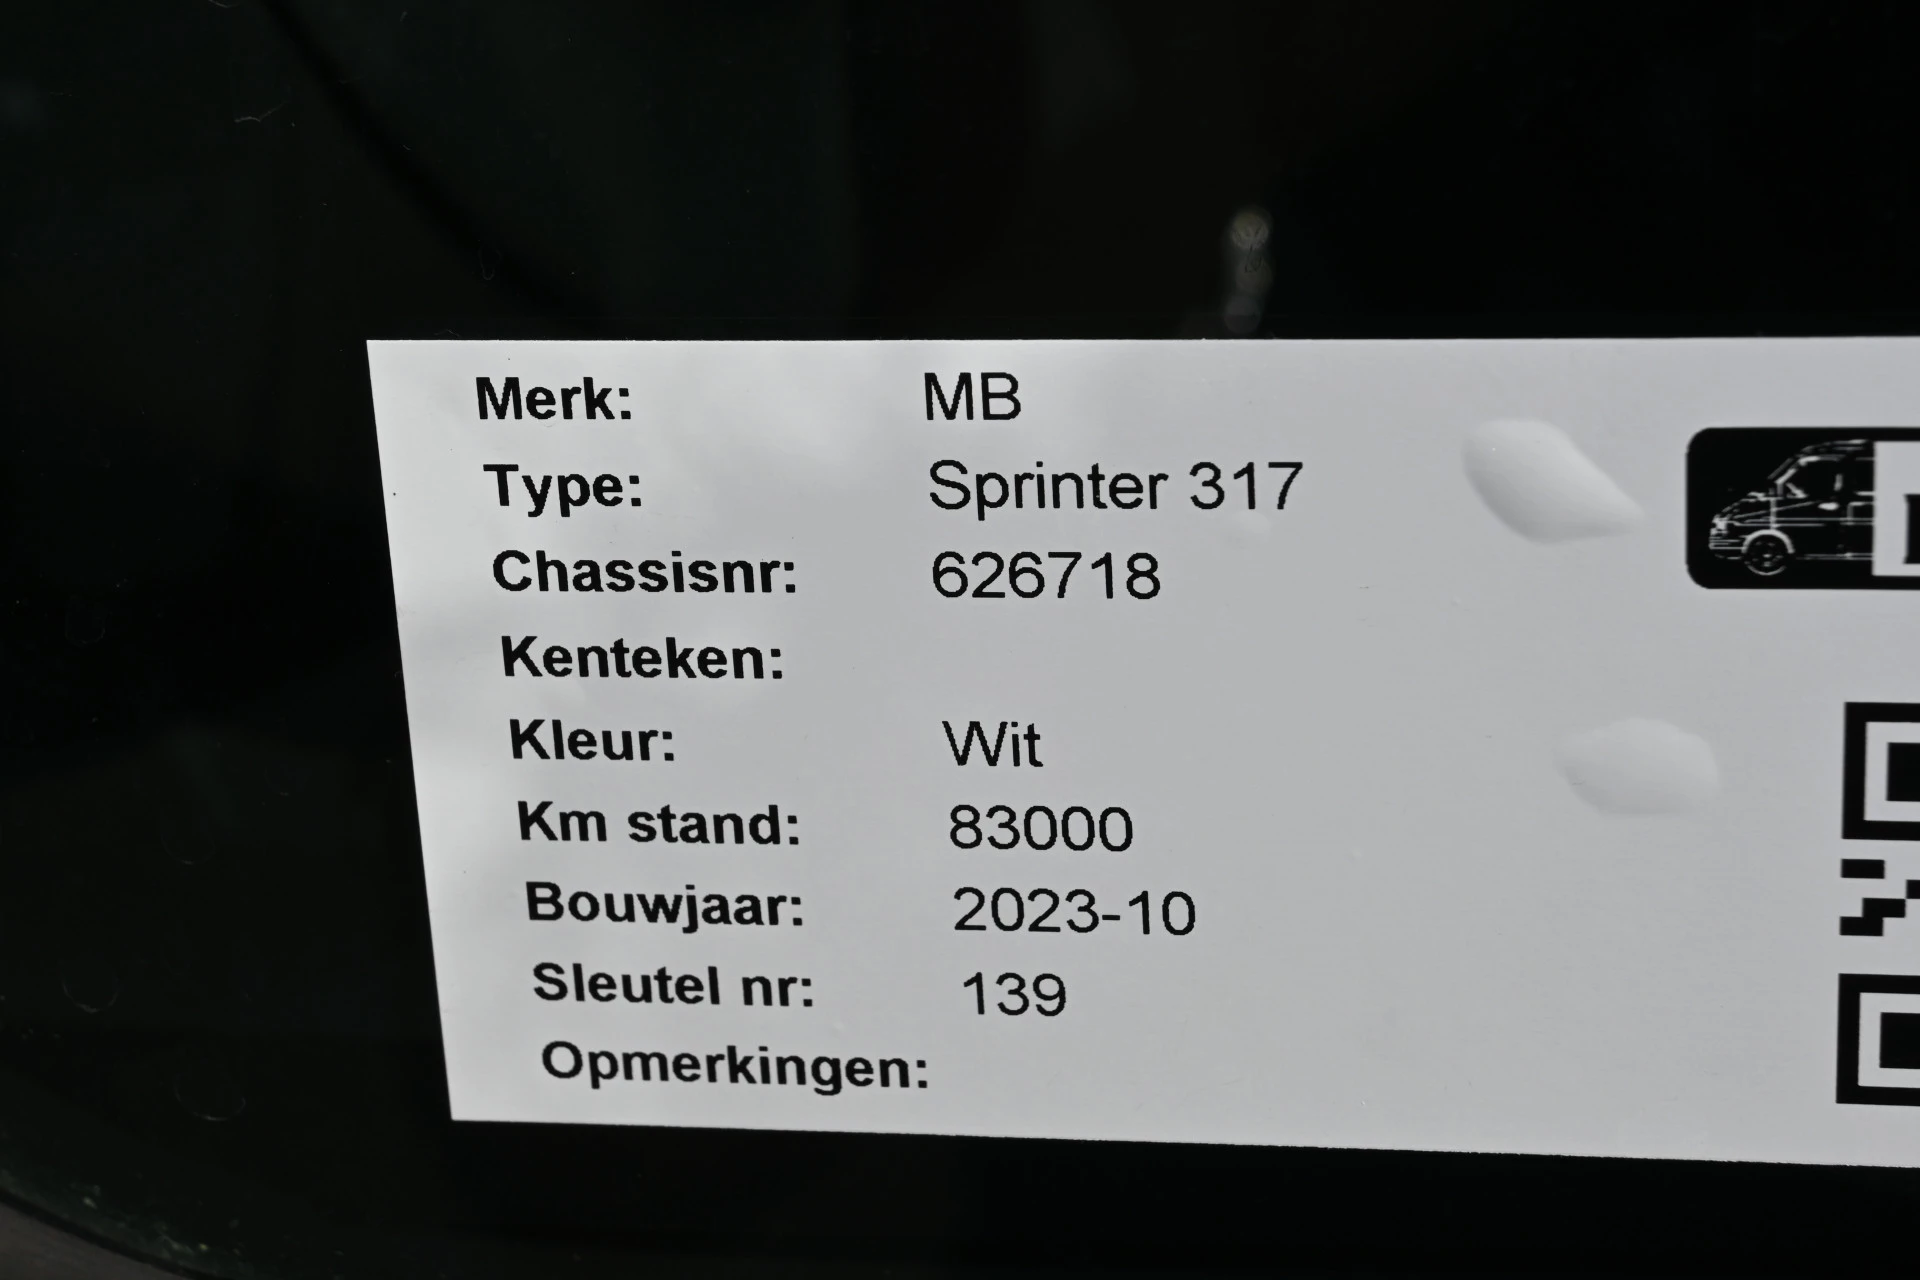 Merk: MB
Type: Sprinter 317
Chassisnr: 626718
Kenteken:
Kleur: Wit
Km stand: 83000
Bouwjaar: 2023-10
Sleutel nr: 139
Opmerkingen: